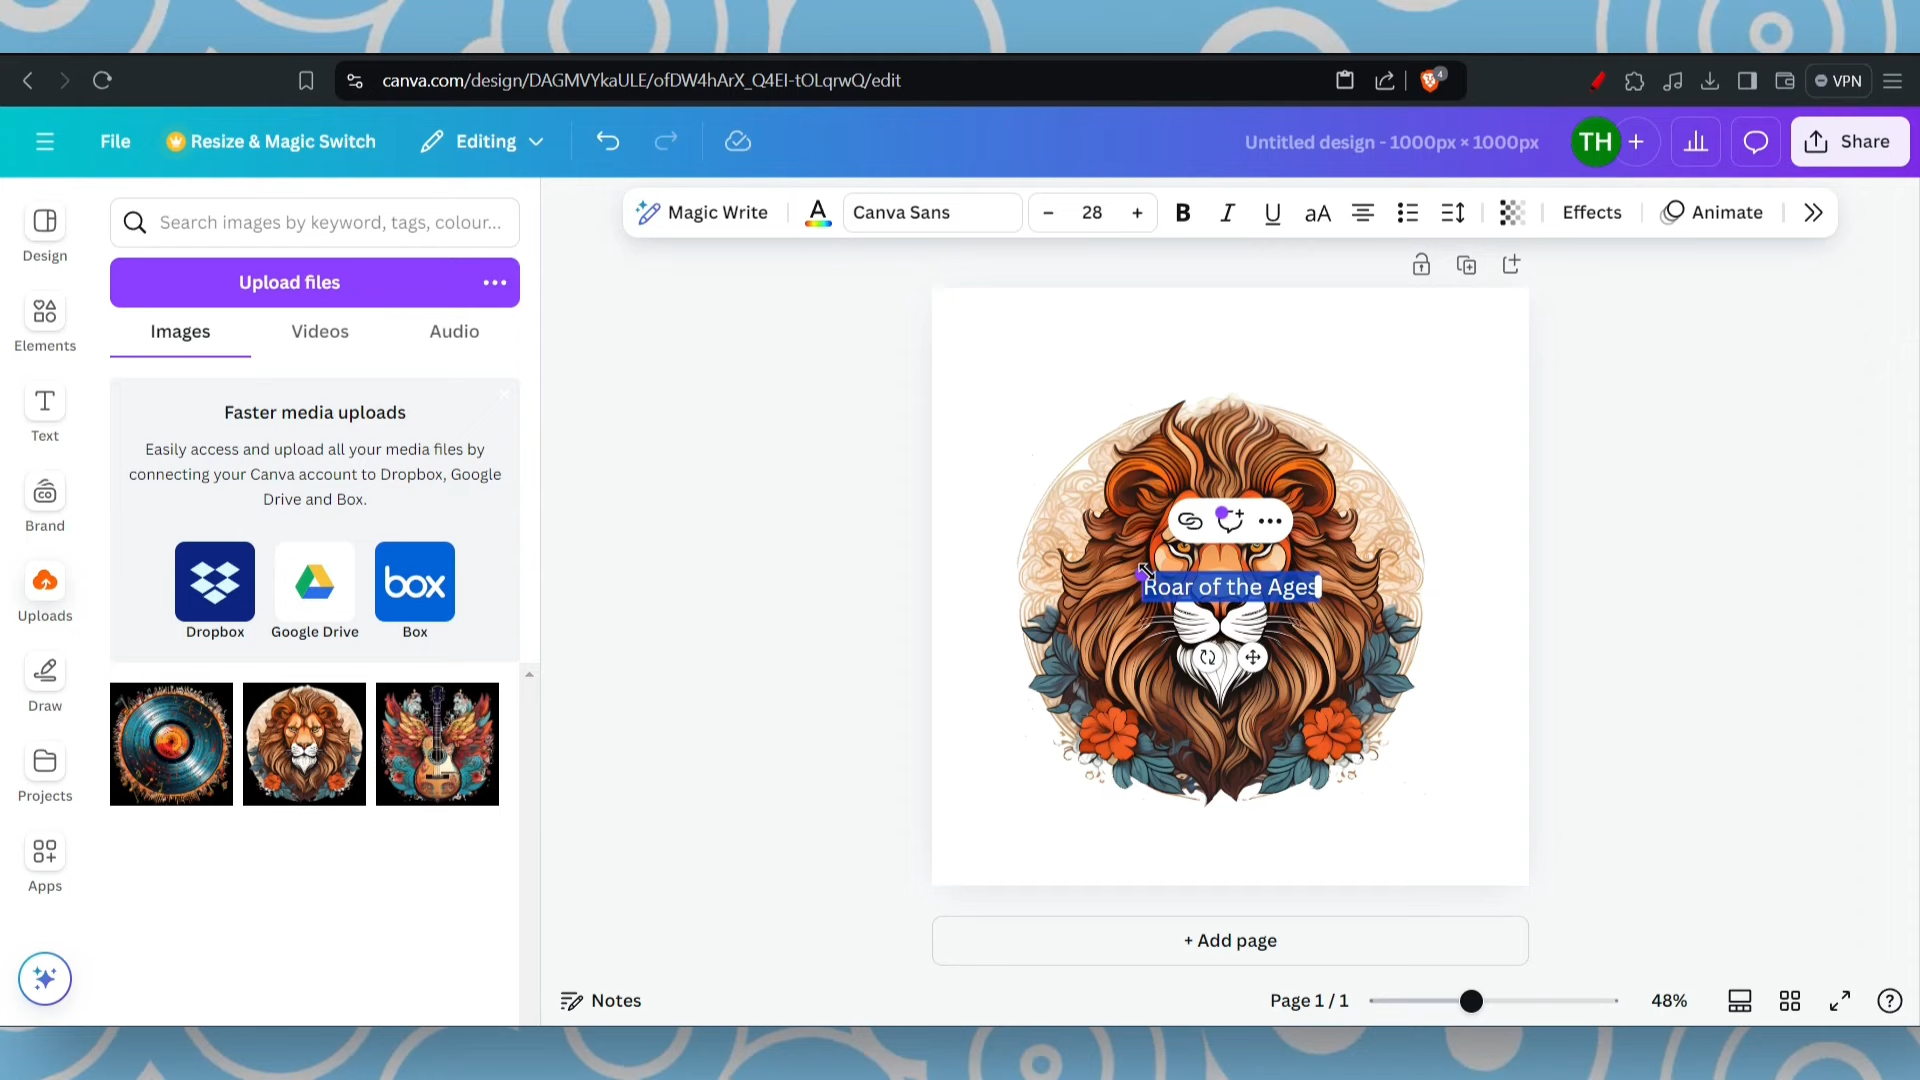 canva.com/design/DAGMVYkaULE/ofDW4hArX_Q4EI-tOLqrwQ/edit
4
VPN
File
Resize & Magic Switch
Editing
Untitled design - 1000px × 1000px
TH
+
Share
Design
Elements
Text
Brand
Uploads
Draw
Projects
Apps
Search images by keyword, tags, colour...
Upload files
Images
Videos
Audio
Faster media uploads
Easily access and upload all your media files by
connecting your Canva account to Dropbox, Google
Drive and Box.
box
Dropbox
Google Drive
Box
Magic Write
A
Canva Sans
– 28 +
B
I
U
aA
Effects
Animate
Roar of the Ages
+ Add page
Notes
Page 1 / 1
48%